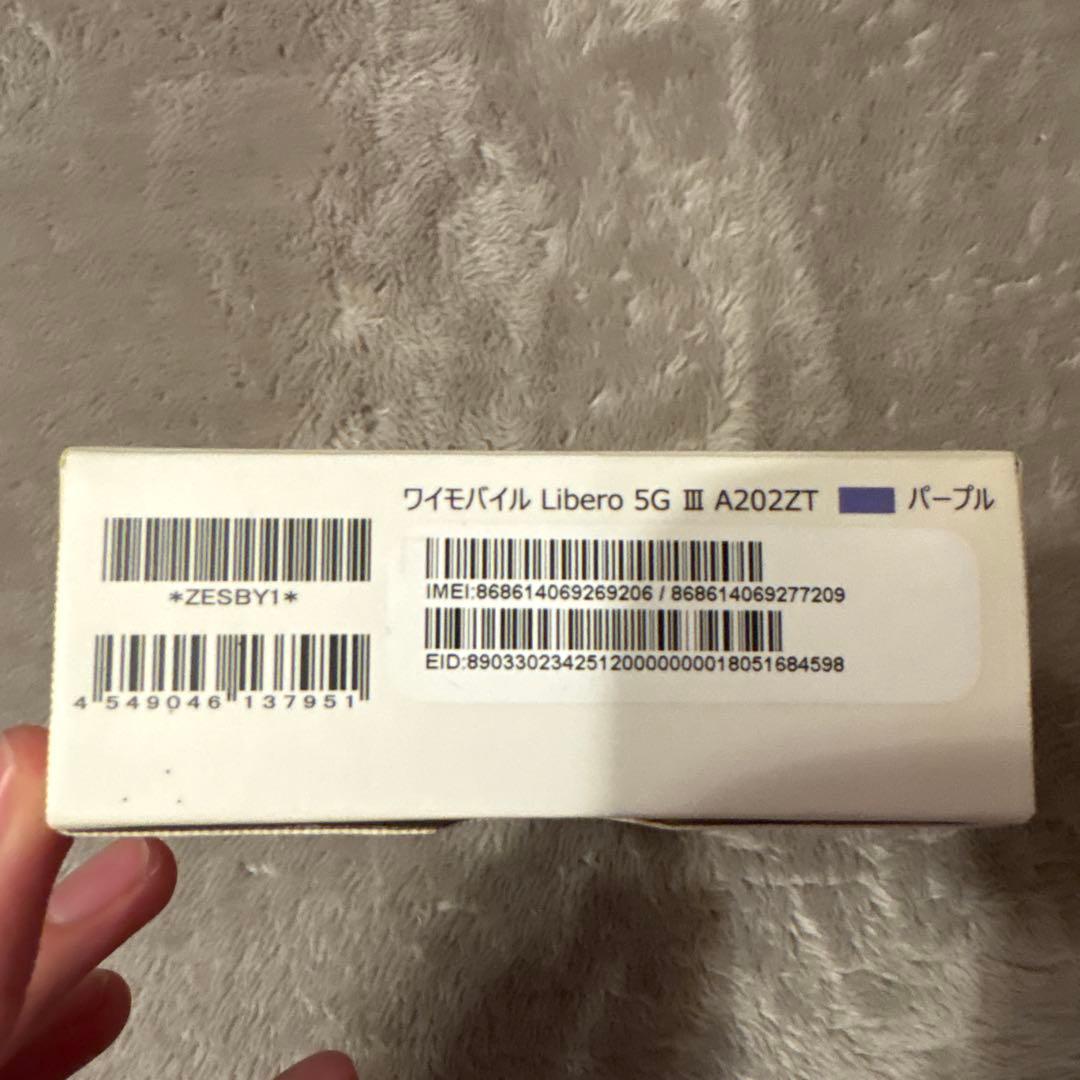 ワイモバイル Libero 5G Ⅲ A202ZT パープル
*ZESBY1*
4 549046 137951
IMEI:868614069269206 / 868614069277209
EID:89033023425120000000018051684598